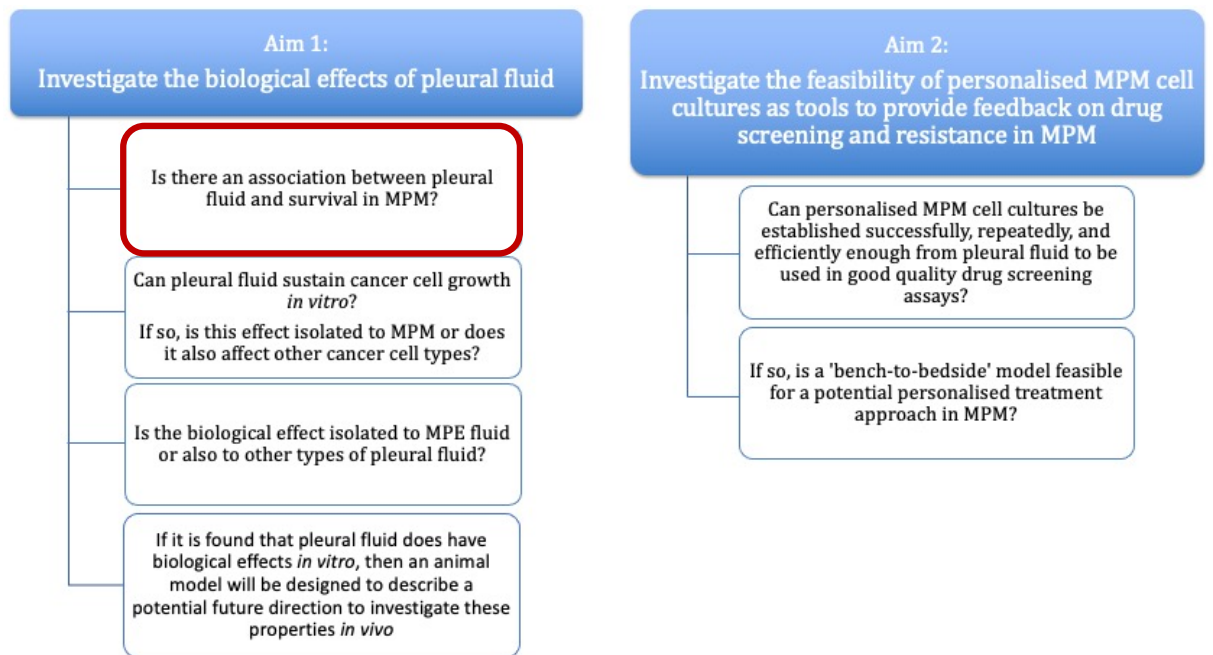 Aim 1:
Investigate the biological effects of pleural fluid
Is there an association between pleural
fluid and survival in MPM?
Can pleural fluid sustain cancer cell growth
in vitro?
If so, is this effect isolated to MPM or does
it also affect other cancer cell types?
Is the biological effect isolated to MPE fluid
or also to other types of pleural fluid?
If it is found that pleural fluid does have
biological effects in vitro, then an animal
model will be designed to describe a
potential future direction to investigate these
properties in vivo
Aim 2:
Investigate the feasibility of personalised MPM cell
cultures as tools to provide feedback on drug
screening and resistance in MPM
Can personalised MPM cell cultures be
established successfully, repeatedly, and
efficiently enough from pleural fluid to be
used in good quality drug screening
assays?
If so, is a 'bench-to-bedside' model feasible
for a potential personalised treatment
approach in MPM?